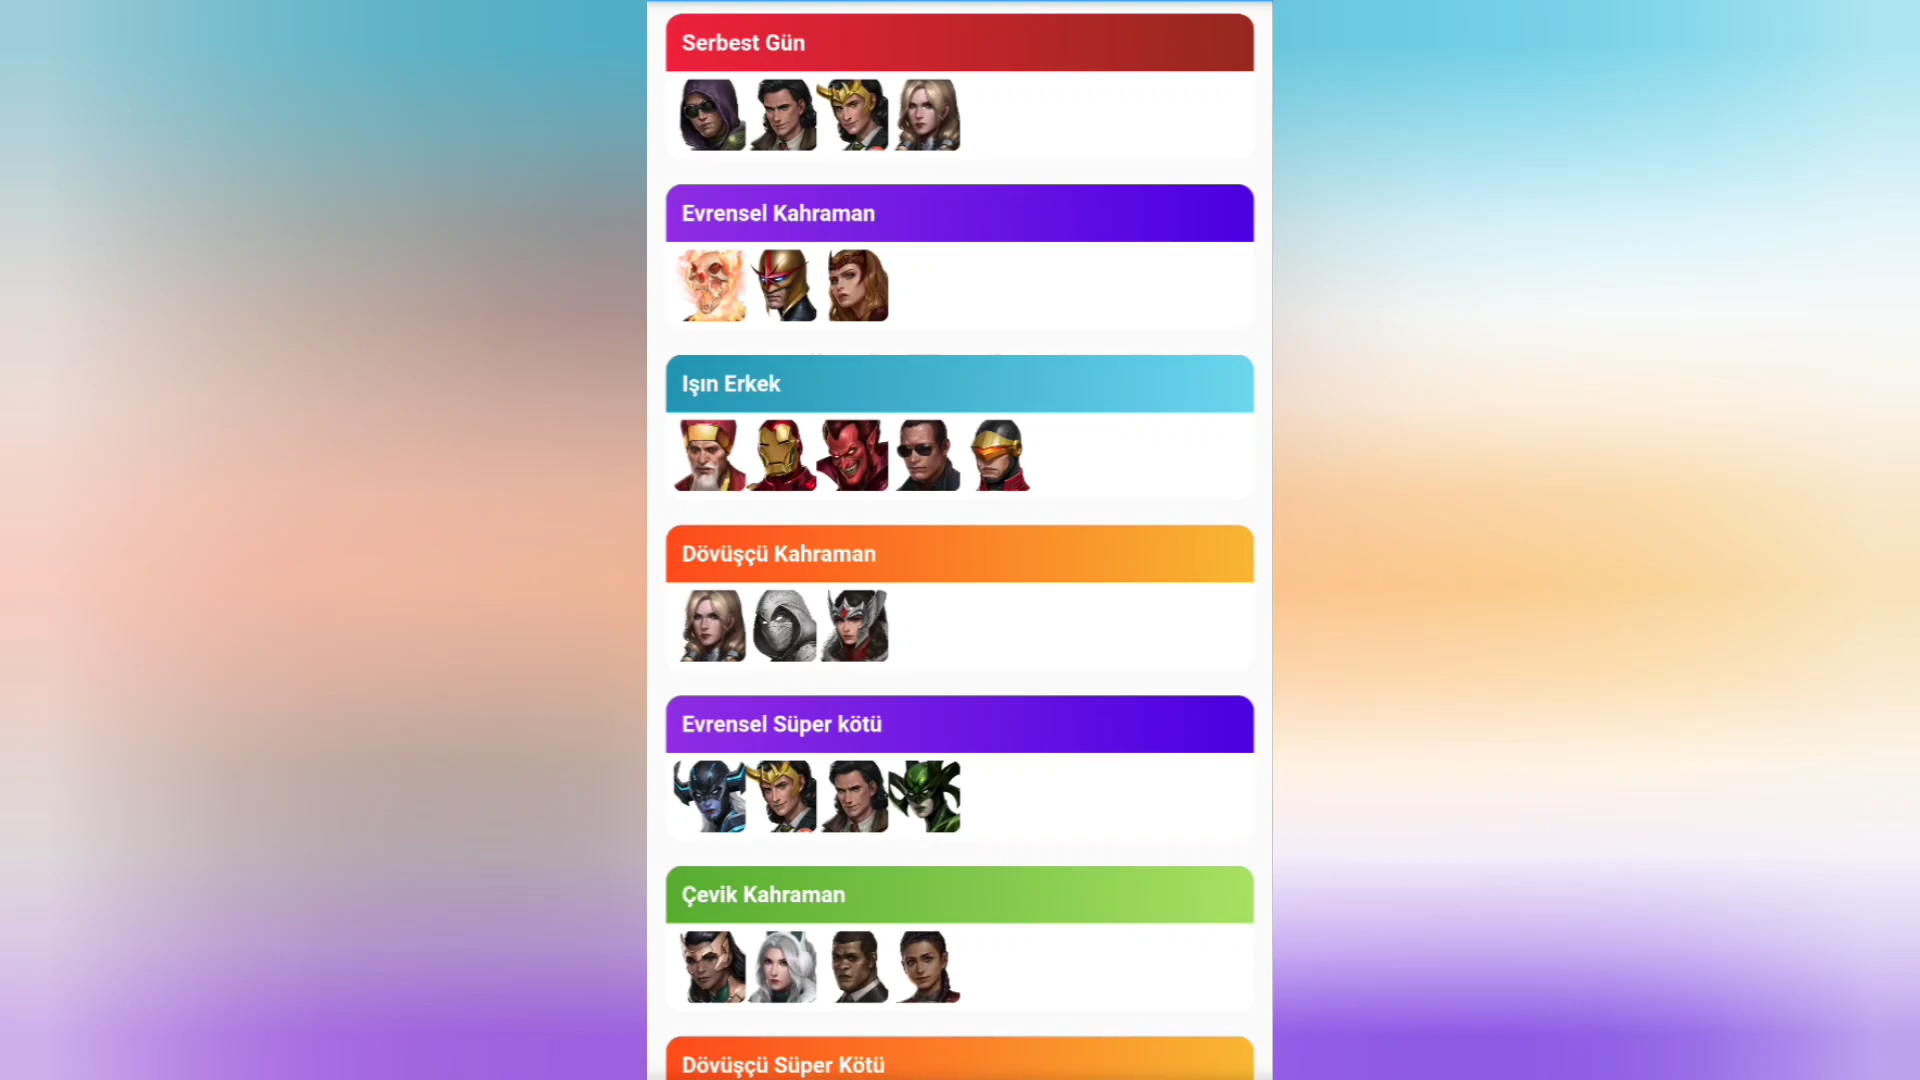 Serbest Gün
Evrensel Kahraman
Işın Erkek
Dövüşçü Kahraman
Evrensel Süper kötü
Çevik Kahraman
Dövüşçü Süper Kötü